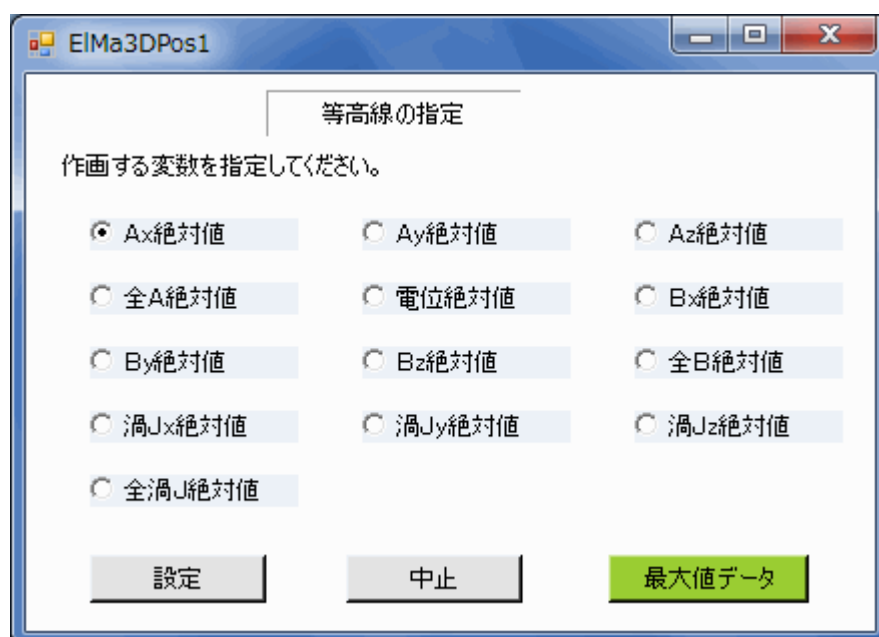 ElMa3DPos1
等高線の指定
作画する変数を指定してください。
Ax絶対値 Ay絶対値 Az絶対値
全A絶対値 電位絶対値 Bx絶対値
By絶対値 Bz絶対値 全B絶対値
渦Jx絶対値 渦Jy絶対値 渦Jz絶対値
全渦J絶対値
設定 中止 最大値データ